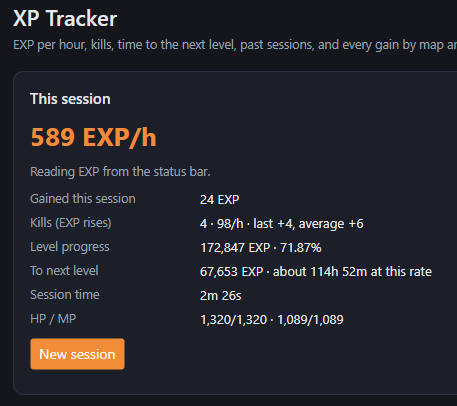 XP Tracker
EXP per hour, kills, time to the next level, past sessions, and every gain by map
This session
589 EXP/h
Reading EXP from the status bar.
Gained this session 24 EXP
Kills (EXP rises) 4 · 98/h · last +4, average +6
Level progress 172,847 EXP · 71.87%
To next level 67,653 EXP · about 114h 52m at this rate
Session time 2m 26s
HP / MP 1,320/1,320 · 1,089/1,089
New session